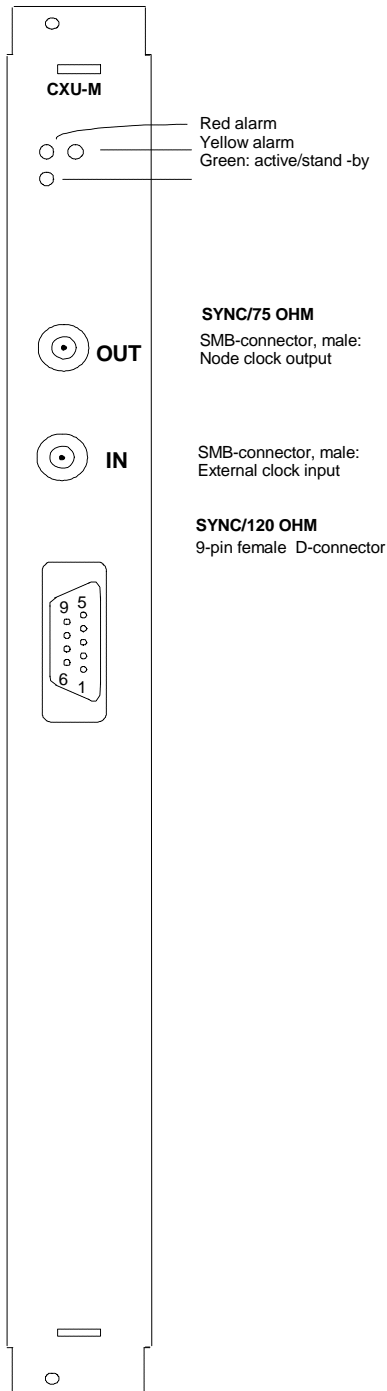 CXU-M
Red alarm
Yellow alarm
Green: active/stand -by
SYNC/75 OHM
SMB-connector, male:
Node clock output
OUT
SMB-connector, male:
External clock input
IN
SYNC/120 OHM
9-pin female D-connector
9 5
6 1